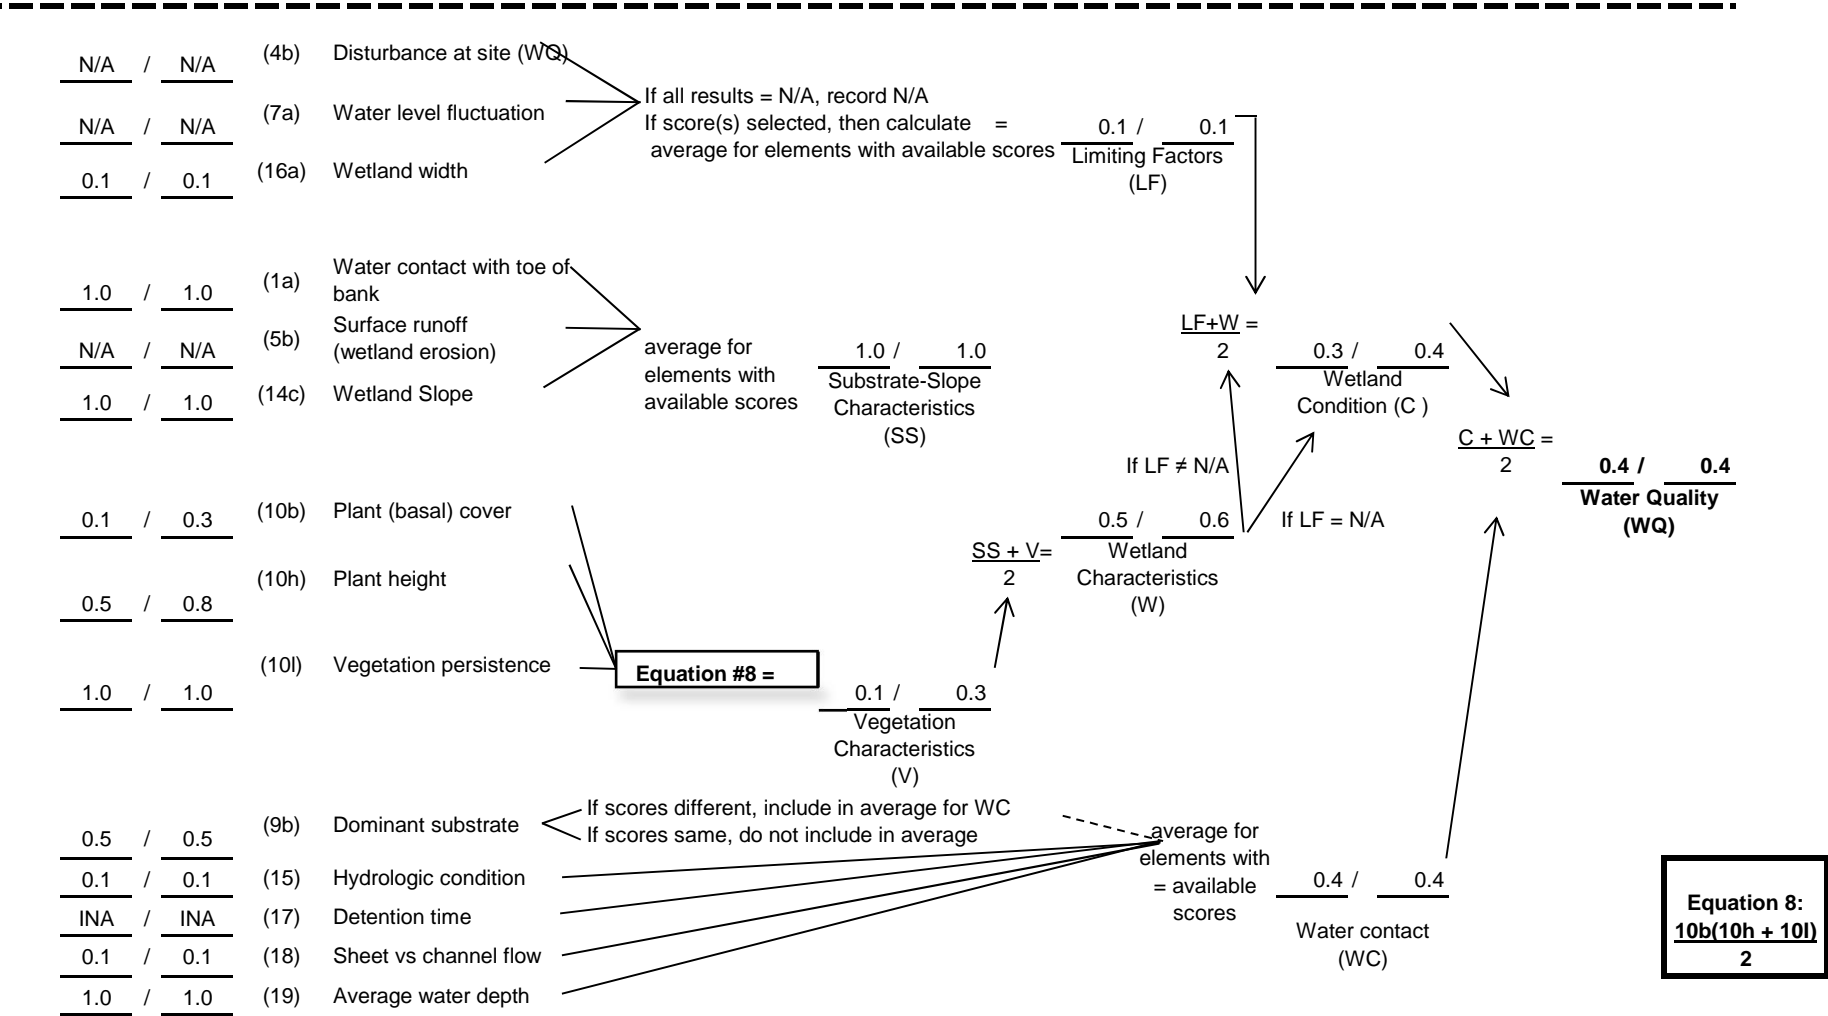 N/A / N/A (4b) Disturbance at site (WQ)
N/A / N/A (7a) Water level fluctuation
0.1 / 0.1 (16a) Wetland width
If all results = N/A, record N/A
If score(s) selected, then calculate =
average for elements with available scores
0.1 / 0.1
Limiting Factors
(LF)
1.0 / 1.0 (1a) Water contact with toe of
bank
N/A / N/A (5b) Surface runoff
(wetland erosion)
1.0 / 1.0 (14c) Wetland Slope
average for
elements with
available scores
1.0 / 1.0
Substrate-Slope
Characteristics
(SS)
LF+W =
2
0.3 / 0.4
Wetland
Condition (C )
C + WC =
2
0.4 / 0.4
Water Quality
(WQ)
If LF ≠ N/A
If LF = N/A
0.1 / 0.3 (10b) Plant (basal) cover
0.5 / 0.8 (10h) Plant height
1.0 / 1.0 (10l) Vegetation persistence
SS + V=
2
0.5 / 0.6
Wetland
Characteristics
(W)
Equation #8 =
0.1 / 0.3
Vegetation
Characteristics
(V)
0.5 / 0.5 (9b) Dominant substrate
If scores different, include in average for WC
If scores same, do not include in average
0.1 / 0.1 (15) Hydrologic condition
INA / INA (17) Detention time
0.1 / 0.1 (18) Sheet vs channel flow
1.0 / 1.0 (19) Average water depth
average for
elements with
= available
scores
0.4 / 0.4
Water contact
(WC)
Equation 8:
10b(10h + 10l)
2